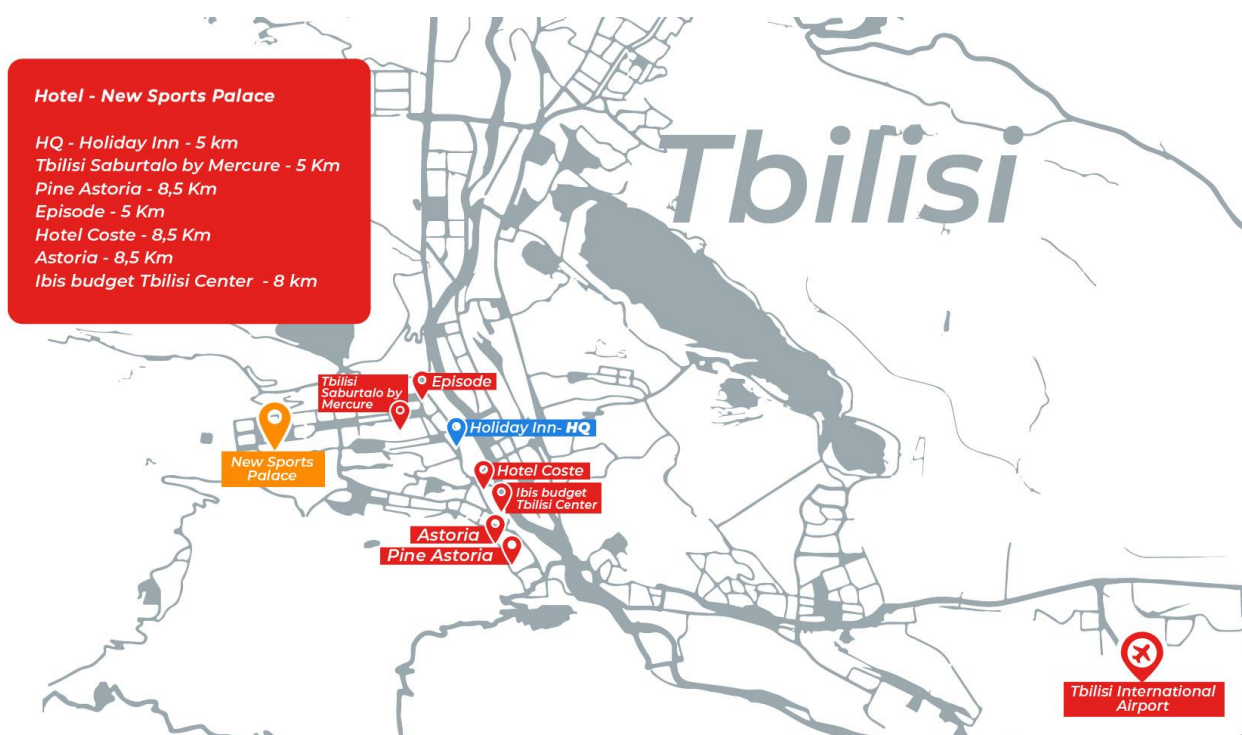 Tbilisi
Hotel - New Sports Palace
HQ - Holiday Inn - 5 km
Tbilisi Saburtalo by Mercure - 5 Km
Pine Astoria - 8,5 Km
Episode - 5 Km
Hotel Coste - 8,5 Km
Astoria - 8,5 Km
Ibis budget Tbilisi Center - 8 km
Tbilisi
Saburtalo by
Mercure
Episode
Holiday Inn- HQ
New Sports
Palace
Hotel Coste
Ibis budget
Tbilisi Center
Astoria
Pine Astoria
Tbilisi International
Airport